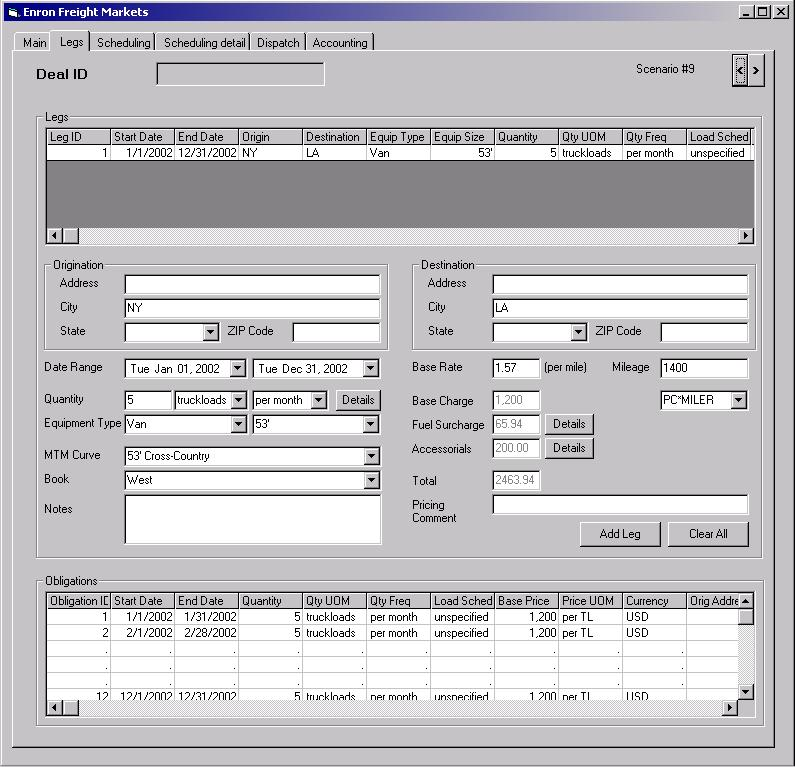 Enron Freight Markets
Main Legs Scheduling Scheduling detail Dispatch Accounting
Deal ID Scenario #9 < >
Legs
Leg ID Start Date End Date Origin Destination Equip Type Equip Size Quantity Qty UOM Qty Freq Load Sched
1 1/1/2002 12/31/2002 NY LA Van 53' 5 truckloads per month unspecified
Origination Destination
Address Address
City NY City LA
State ZIP Code State ZIP Code
Date Range Tue Jan 01, 2002 Tue Dec 31, 2002 Base Rate 1.57 (per mile) Mileage 1400
Quantity 5 truckloads per month Details Base Charge 1,200 PC*MILER
Equipment Type Van 53' Fuel Surcharge 65.94 Details
Accessorials 200.00 Details
MTM Curve 53' Cross-Country
Book West Total 2463.94
Notes Pricing
Comment
Add Leg Clear All
Obligations
Obligation ID Start Date End Date Quantity Qty UOM Qty Freq Load Sched Base Price Price UOM Currency Orig Addre
1 1/1/2002 1/31/2002 5 truckloads per month unspecified 1,200 per TL USD
2 2/1/2002 2/28/2002 5 truckloads per month unspecified 1,200 per TL USD
. . . . . . . . . . .
. . . . . . . . . . .
. . . . . . . . . . .
12 12/1/2002 12/31/2002 5 truckloads per month unspecified 1,200 per TL USD